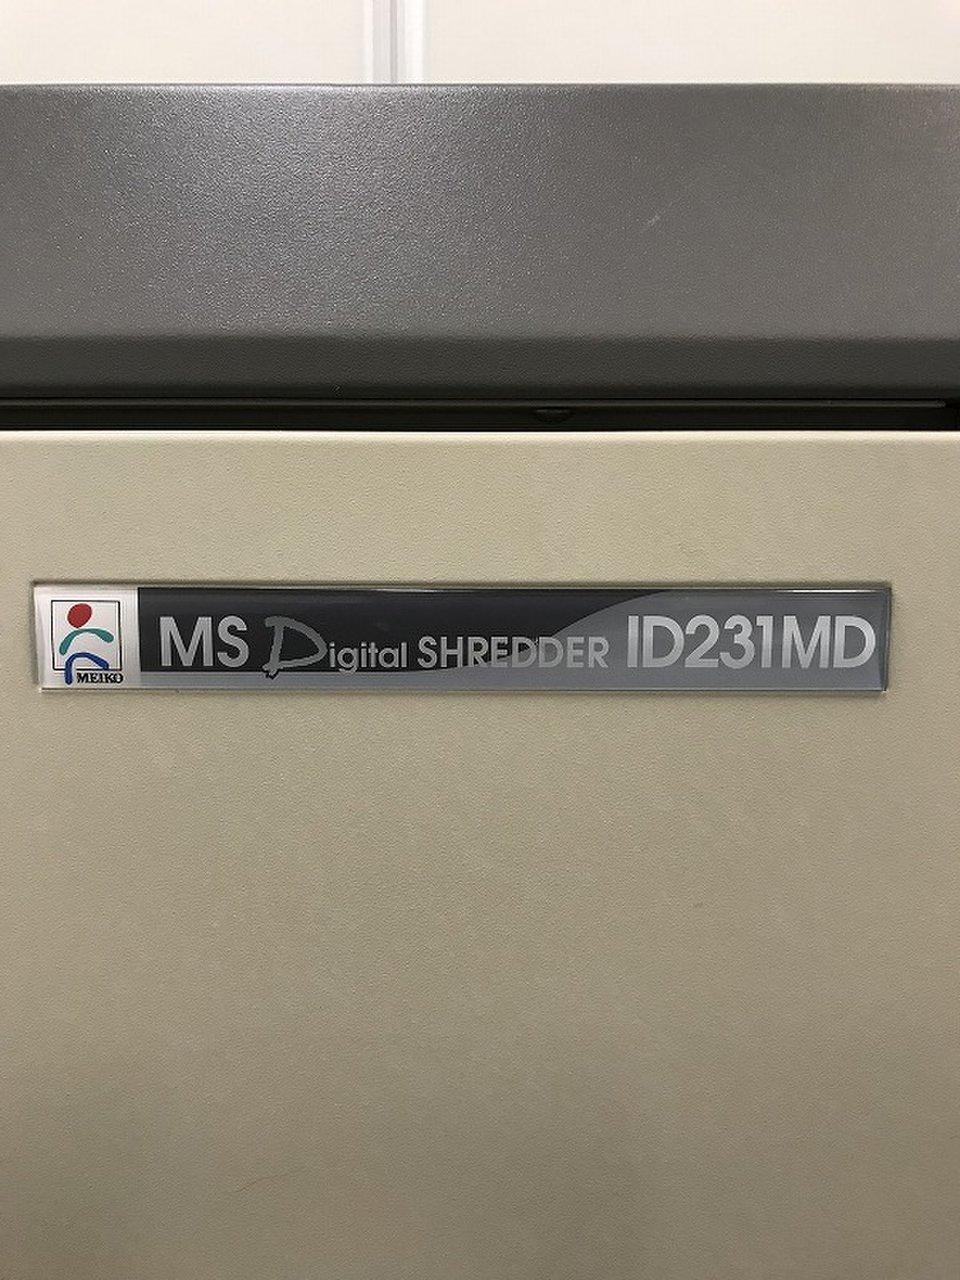 MEIKO
MS Digital SHREDDER ID231MD